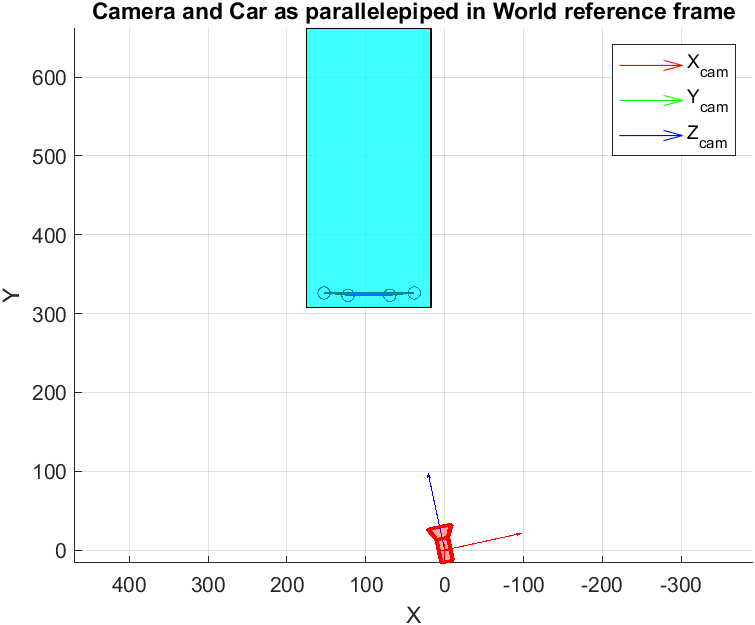 Camera and Car as parallelepiped in World reference frame
X_cam
Y_cam
Z_cam
600
500
400
300
200
100
0
Y
400 300 200 100 0 -100 -200 -300
X